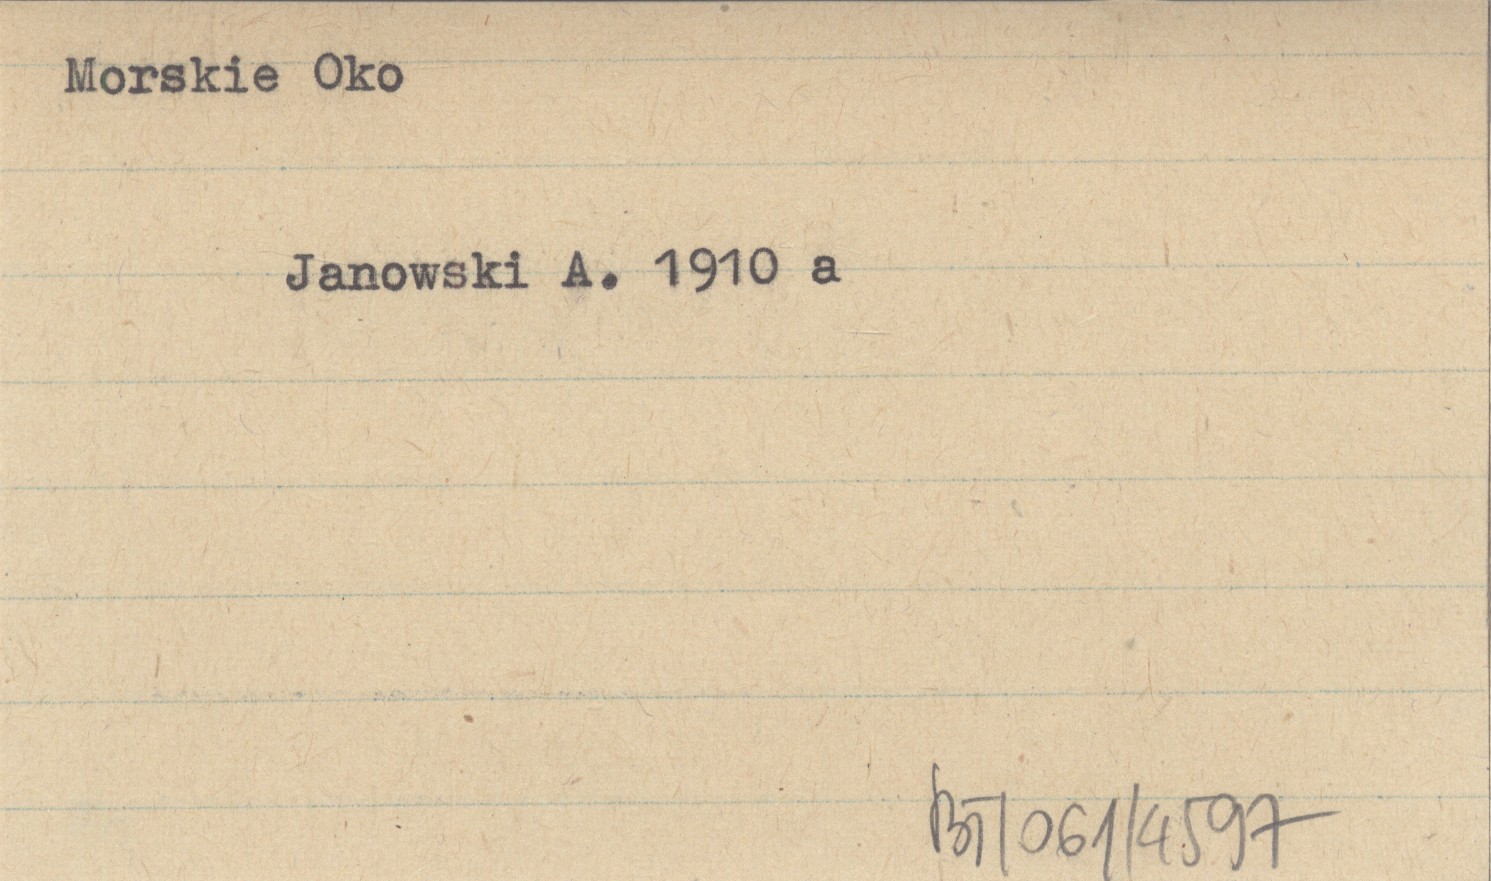 Morskie Oko
Janowski A. 1910 a
BT/061/4597